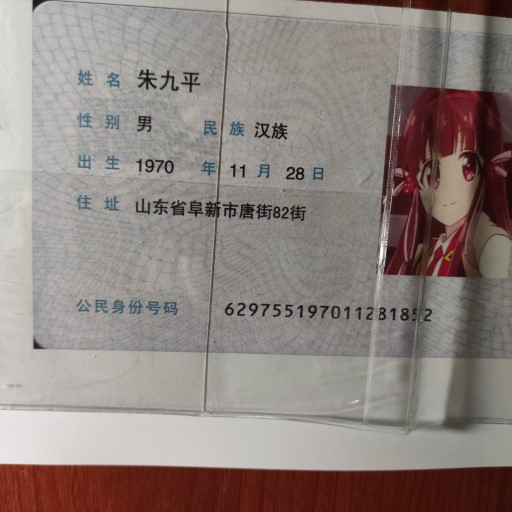 姓名 朱九平
性别 男 民族 汉族
出生 1970 年 11 月 28 日
住址 山东省阜新市唐街82街
公民身份号码 629755197011281852